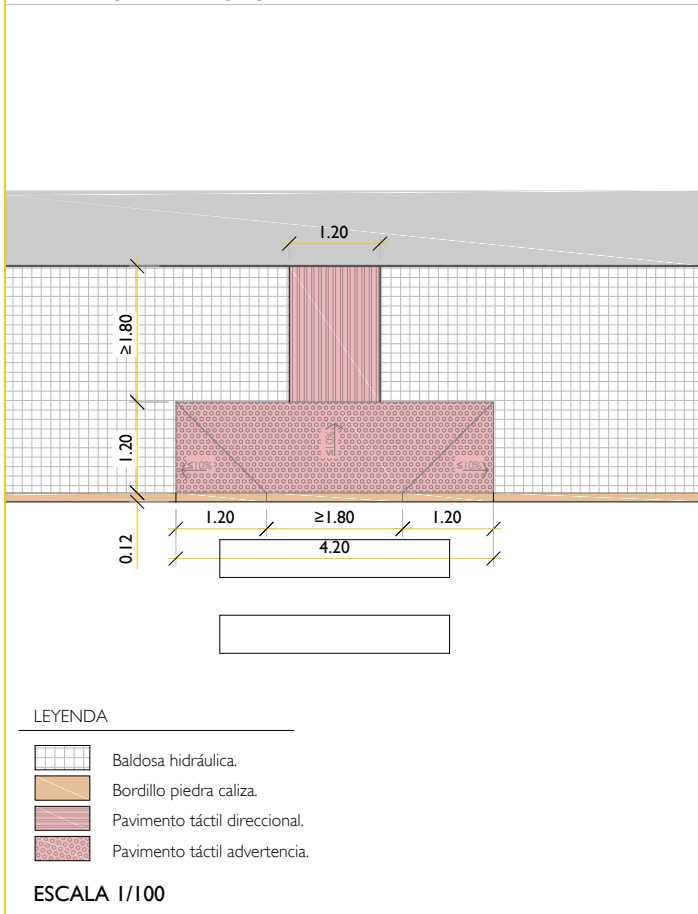 1.20
≥1.80
1.20
≤10%
≤10%
≤10%
1.20
≥1.80
1.20
0.12
4.20
LEYENDA
Baldosa hidráulica.
Bordillo piedra caliza.
Pavimento táctil direccional.
Pavimento táctil advertencia.
ESCALA 1/100